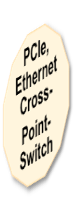 PCIe,
Ethernet
Cross-
Point-
Switch